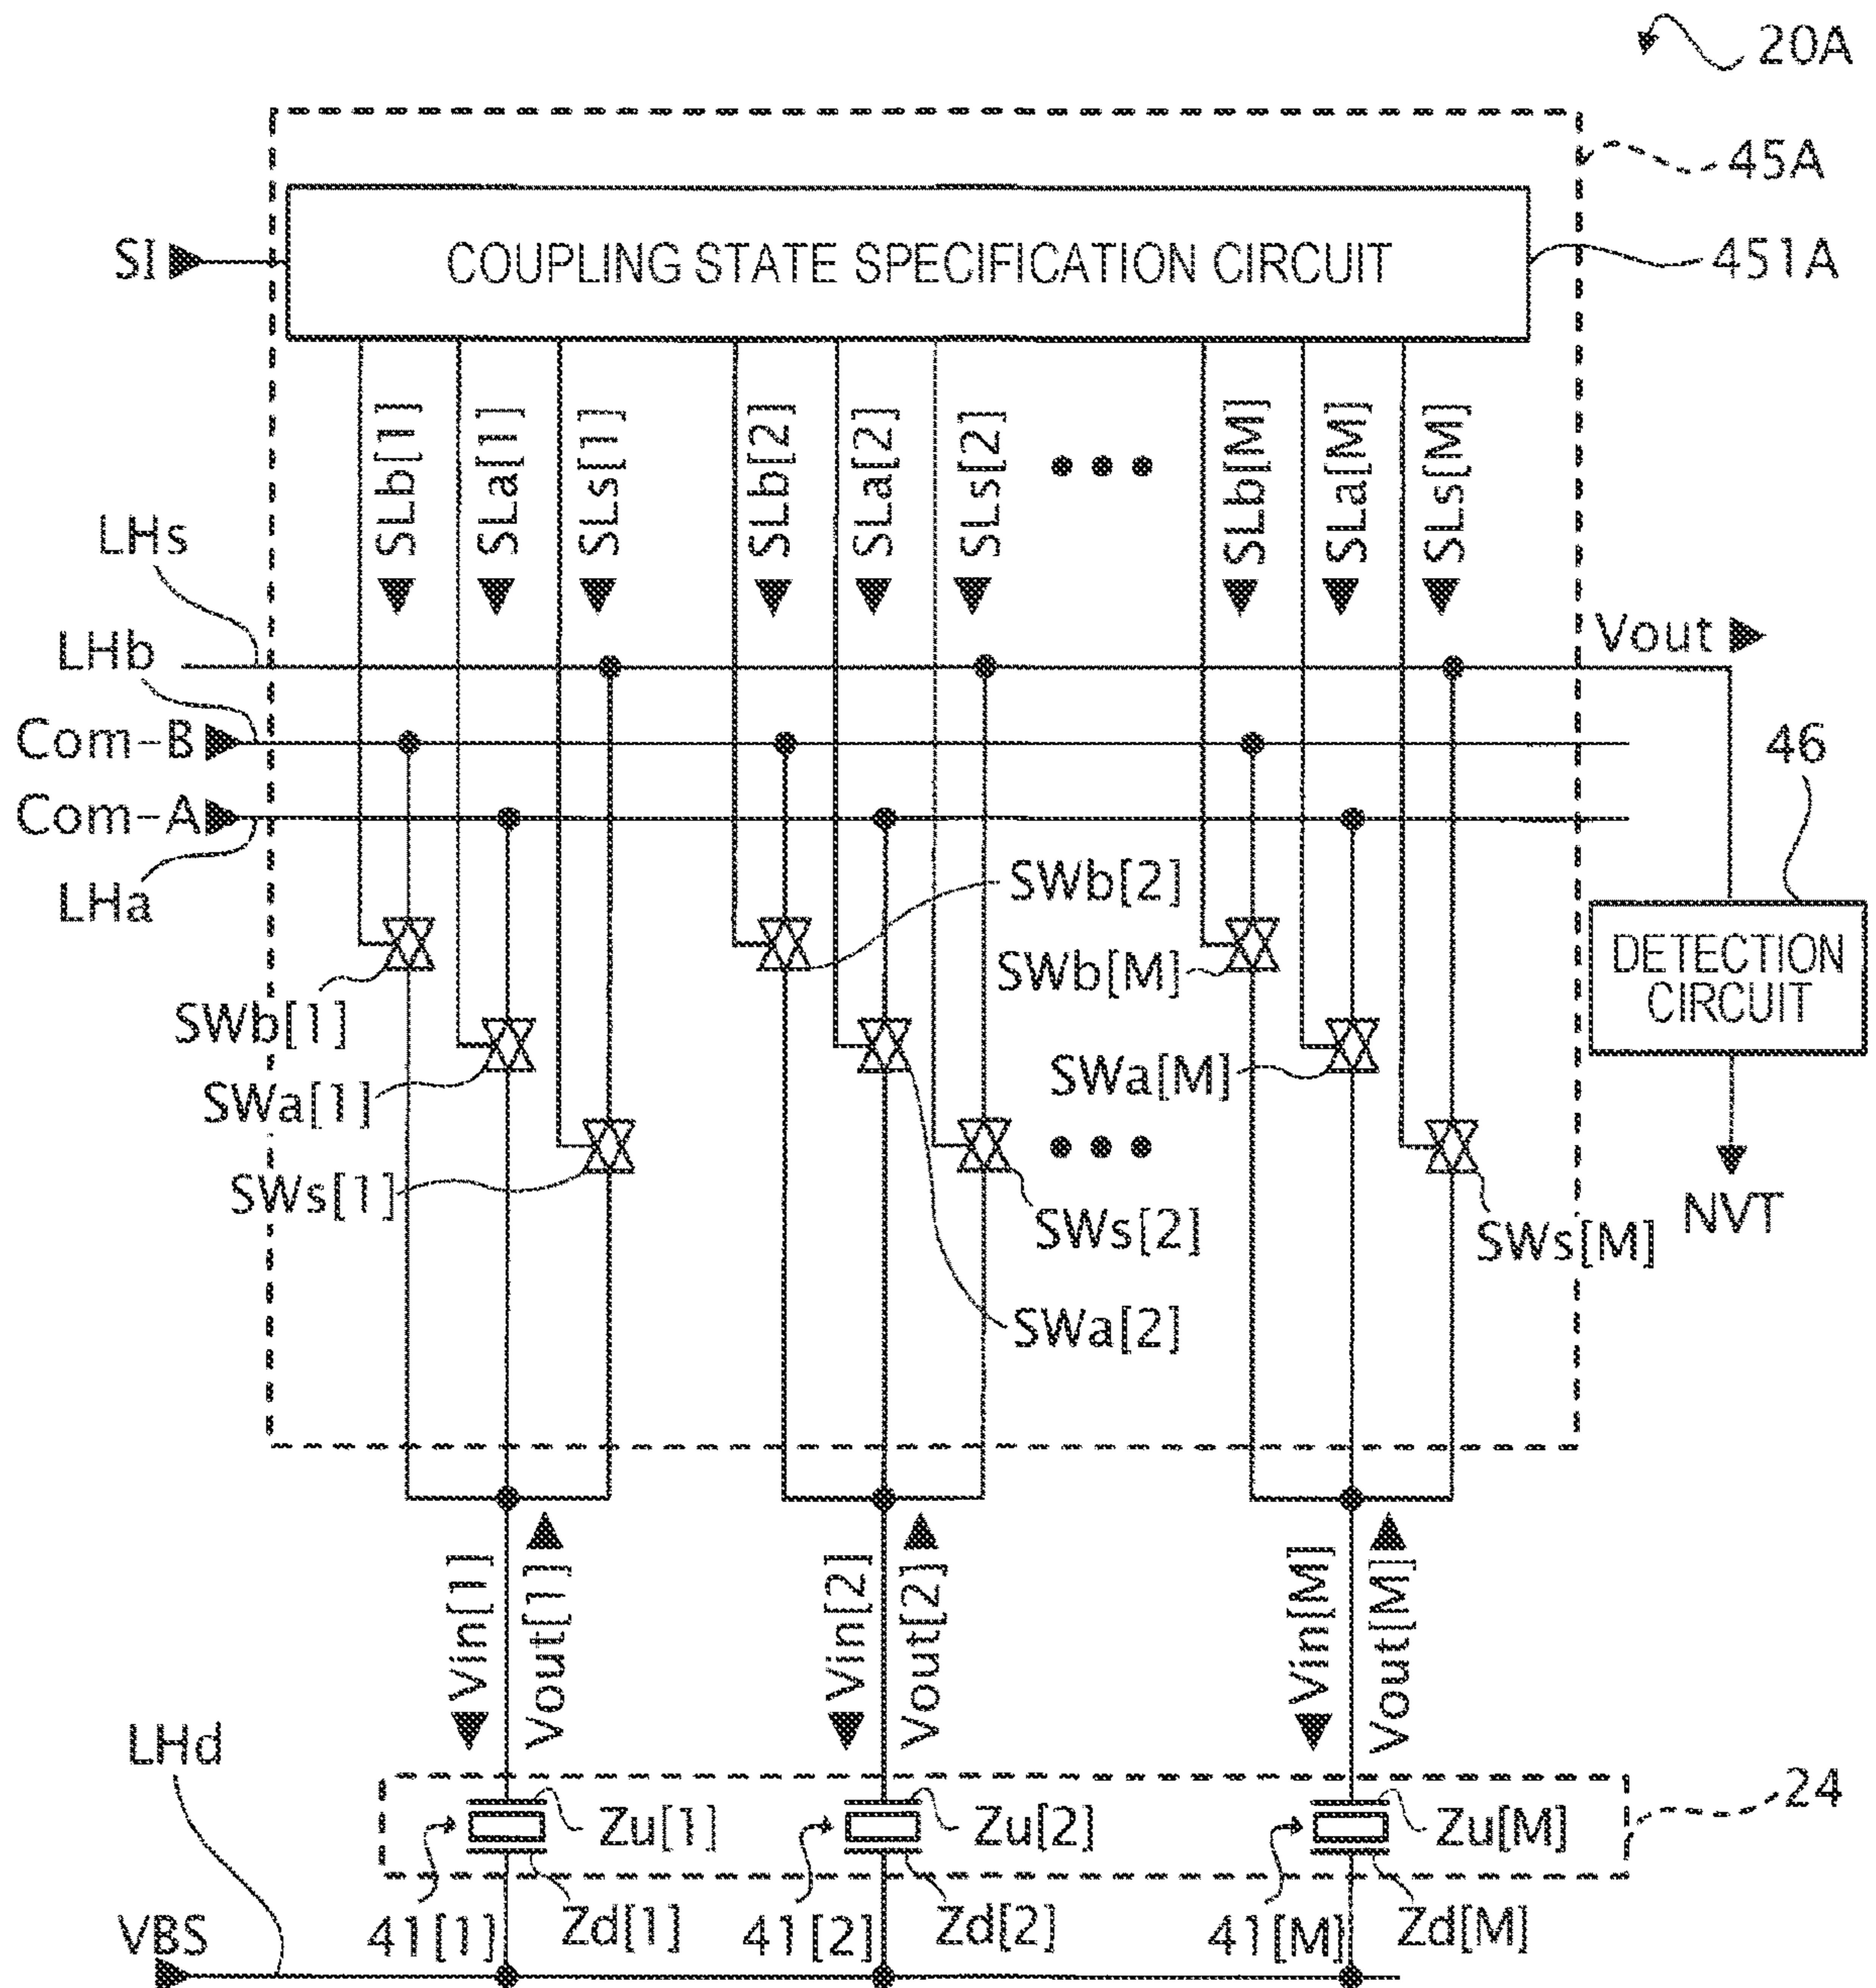 20A
45A
SI
COUPLING STATE SPECIFICATION CIRCUIT
451A
SLb[1]
SLa[1]
SLs[1]
SLb[2]
SLa[2]
SLs[2]
SLb[M]
SLa[M]
SLs[M]
LHs
LHb
Vout
Com-B
46
Com-A
LHa
SWb[2]
DETECTION
CIRCUIT
SWb[M]
SWb[1]
SWa[M]
SWa[1]
SWs[1]
SWs[2]
SWs[M]
NVT
SWa[2]
Vin[1]
Vout[1]
Vin[2]
Vout[2]
Vin[M]
Vout[M]
LHd
24
Zu[1]
Zu[2]
Zu[M]
VBS
41[1]
Zd[1]
41[2]
Zd[2]
41[M]
Zd[M]